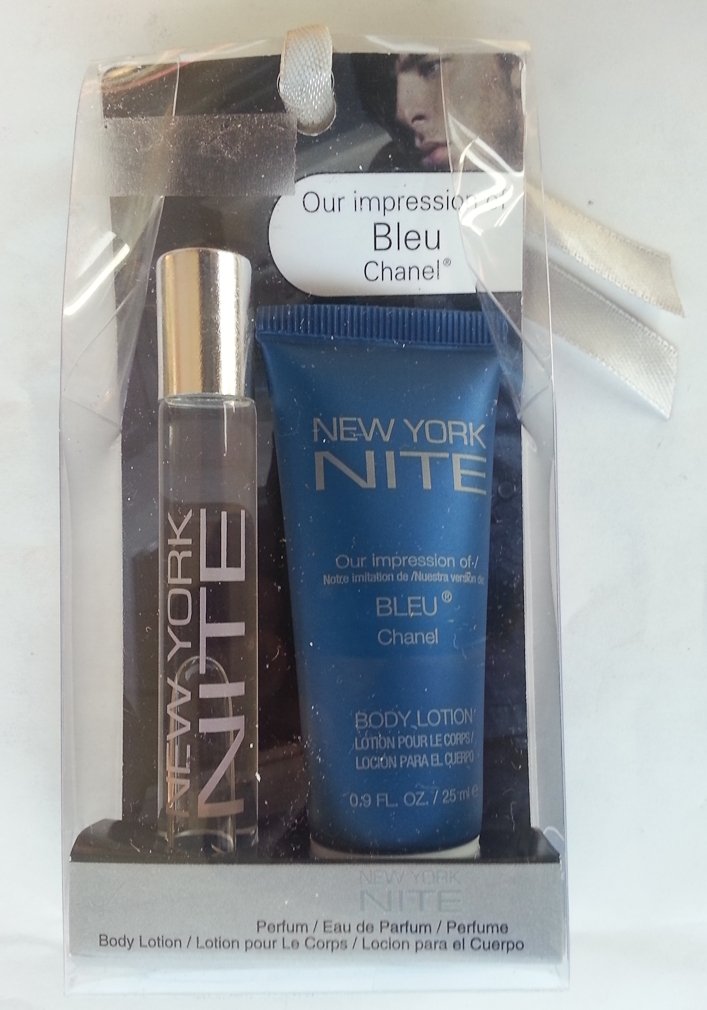 Our impression of
Bleu
Chanel®
NEW YORK
NITE
NEW YORK
NITE
Our impression of /
Notre imitation de /Nuestra versión de
BLEU®
Chanel
BODY LOTION
LOTION POUR LE CORPS/
LOCIÓN PARA EL CUERPO
0.9 FL. OZ. / 25 ml e
NEW YORK
NITE
Perfum / Eau de Parfum / Perfume
Body Lotion / Lotion pour Le Corps / Locion para el Cuerpo